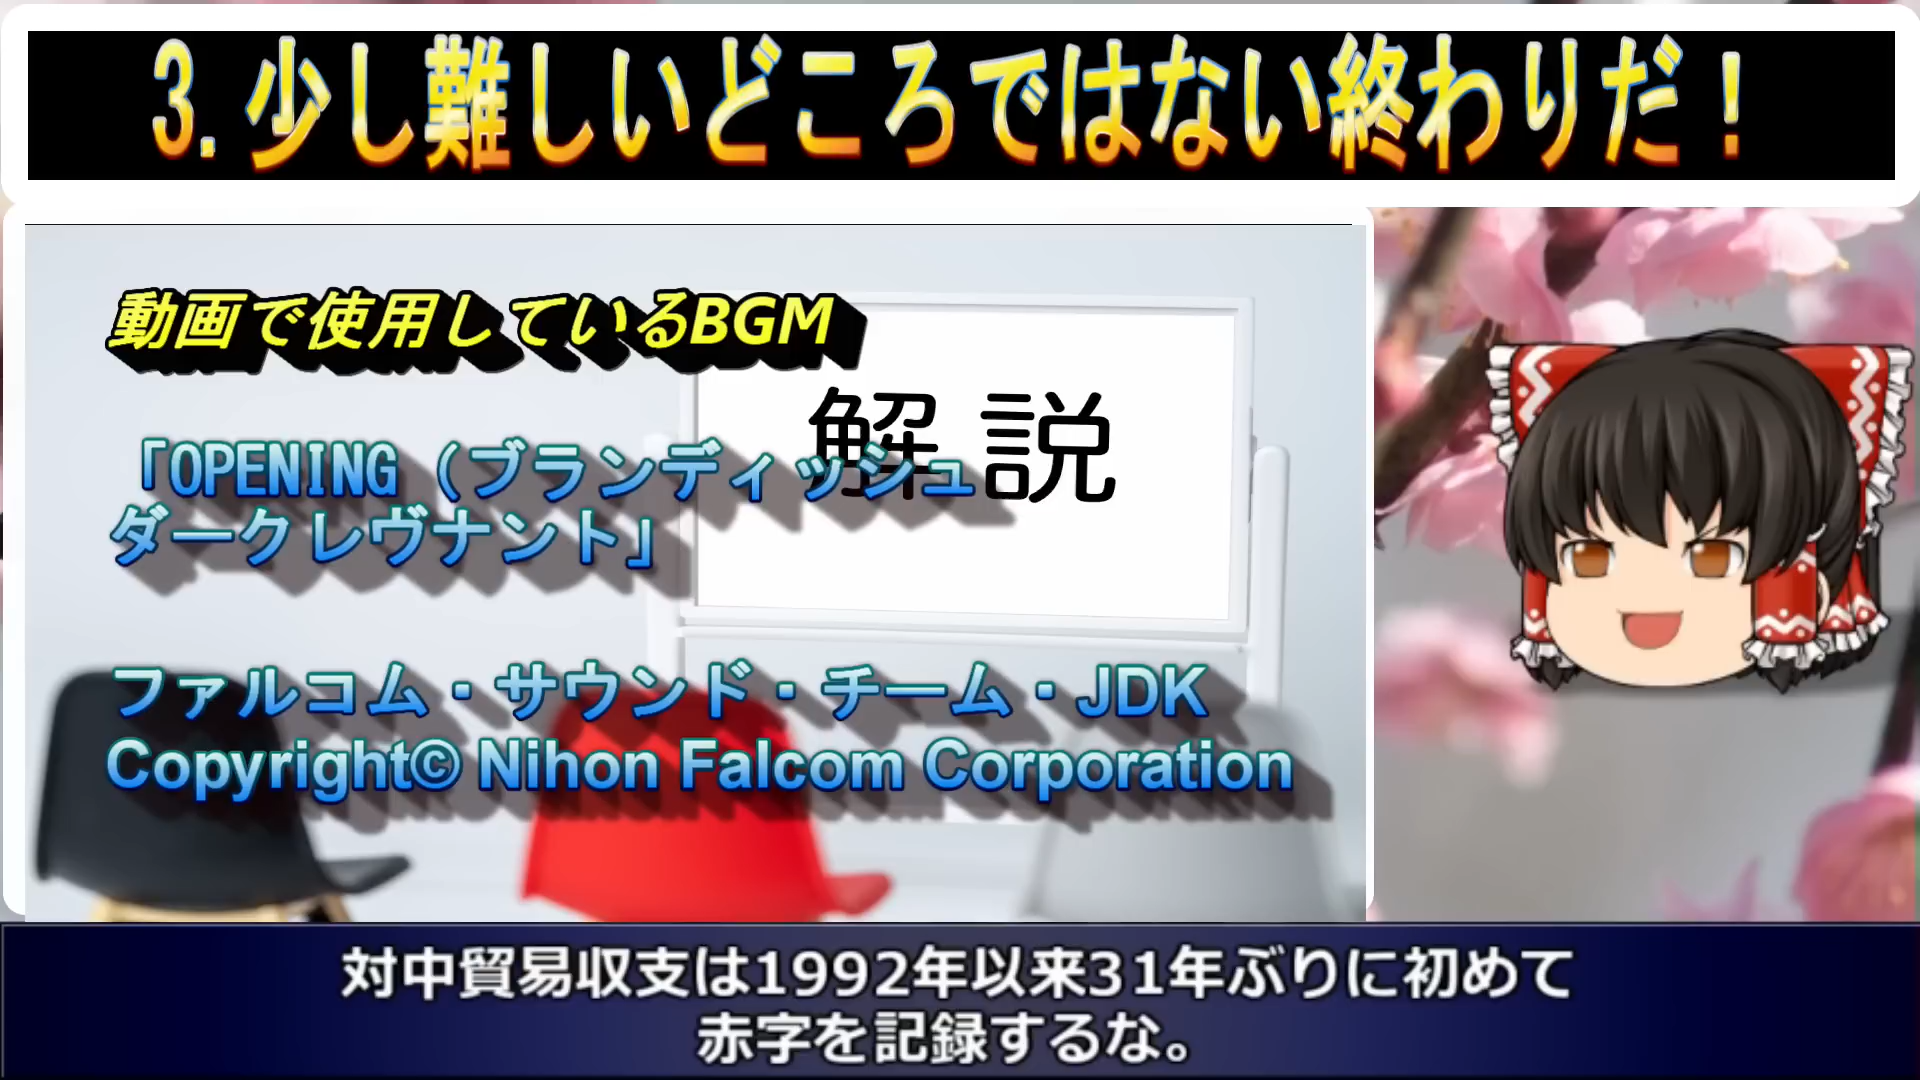 3.少し難しいどころではない終わりだ！
動画で使用しているBGM
解説
「OPENING（ブランディッシュ
ダークレヴナント」
ファルコム・サウンド・チーム・JDK
Copyright© Nihon Falcom Corporation
対中貿易収支は1992年以来31年ぶりに初めて
赤字を記録するな。